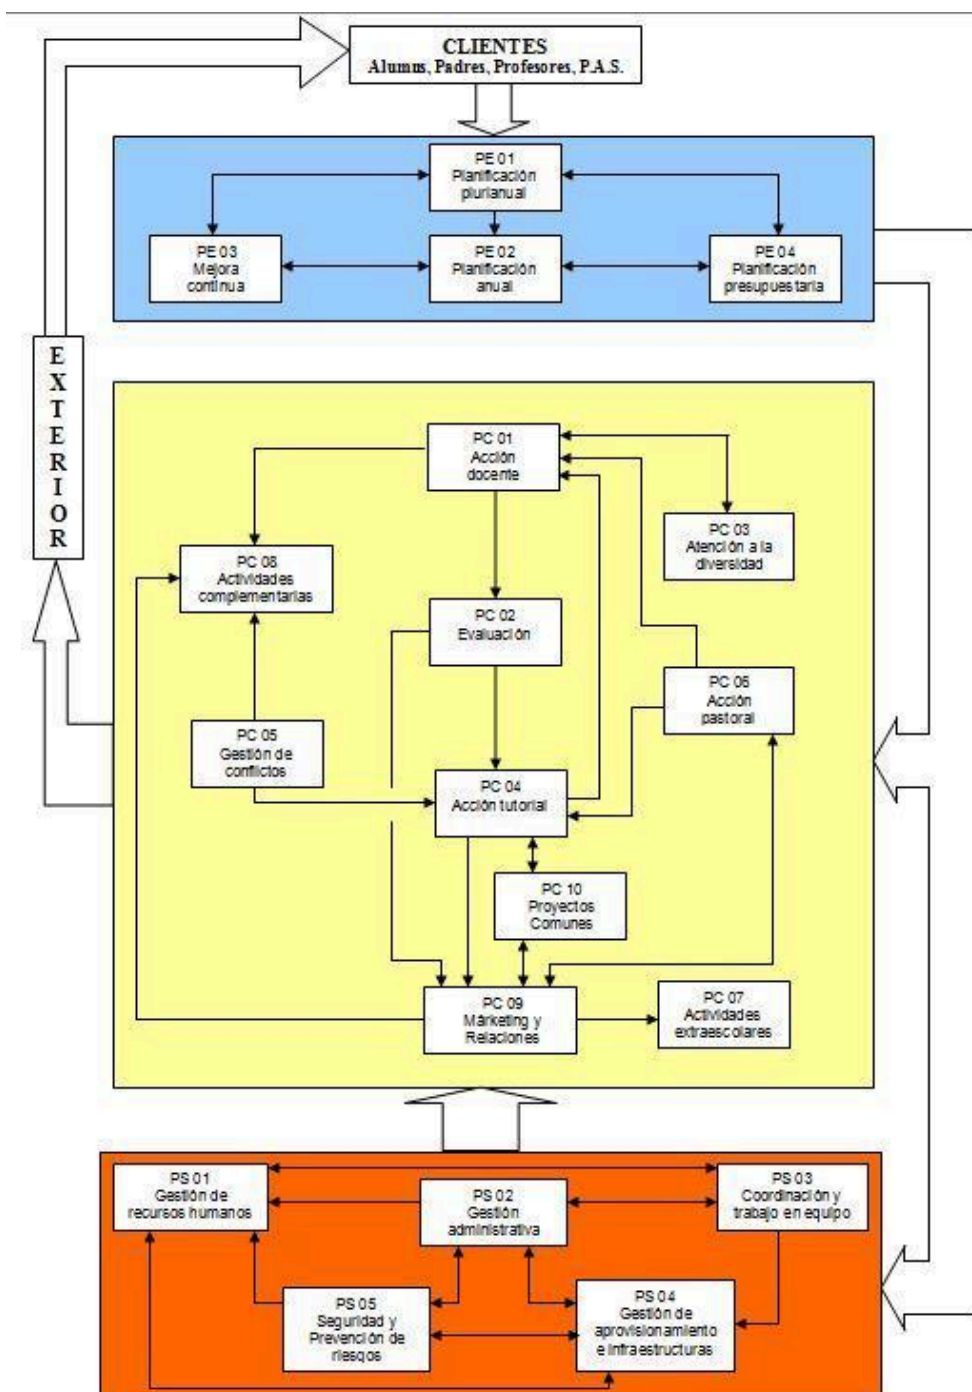 CLIENTES
Alumus, Padres, Profesores, P.A.S.
PE 01
Planificación
plurianual
PE 03
Mejora
continua
PE 02
Planificación
anual
PE 04
Planificación
presupuestaria
EXTERIOR
PC 01
Acción
docente
PC 03
Atención a la
diversidad
PC 08
Actividades
complementarias
PC 02
Evaluación
PC 06
Acción
pastoral
PC 05
Gestión de
conflictos
PC 04
Acción tutorial
PC 10
Proyectos
Comunes
PC 09
Márketing y
Relaciones
PC 07
Actividades
extraescolares
PS 01
Gestión de
recursos humanos
PS 02
Gestión
administrativa
PS 03
Coordinación y
trabajo en equipo
PS 05
Seguridad y
Prevención de
riesgos
PS 04
Gestión de
aprovisionamiento
e infraestructuras